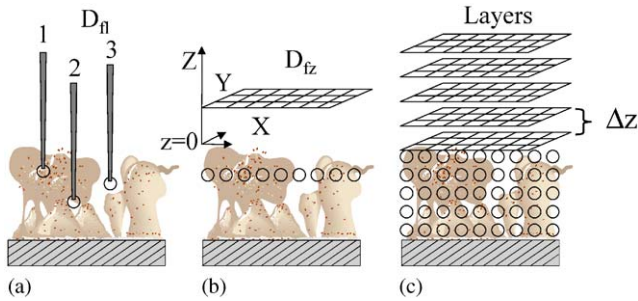 D_fl
1 2 3
(a)
Z
Y
D_fz
X
z=0
(b)
Layers
Δz
(c)